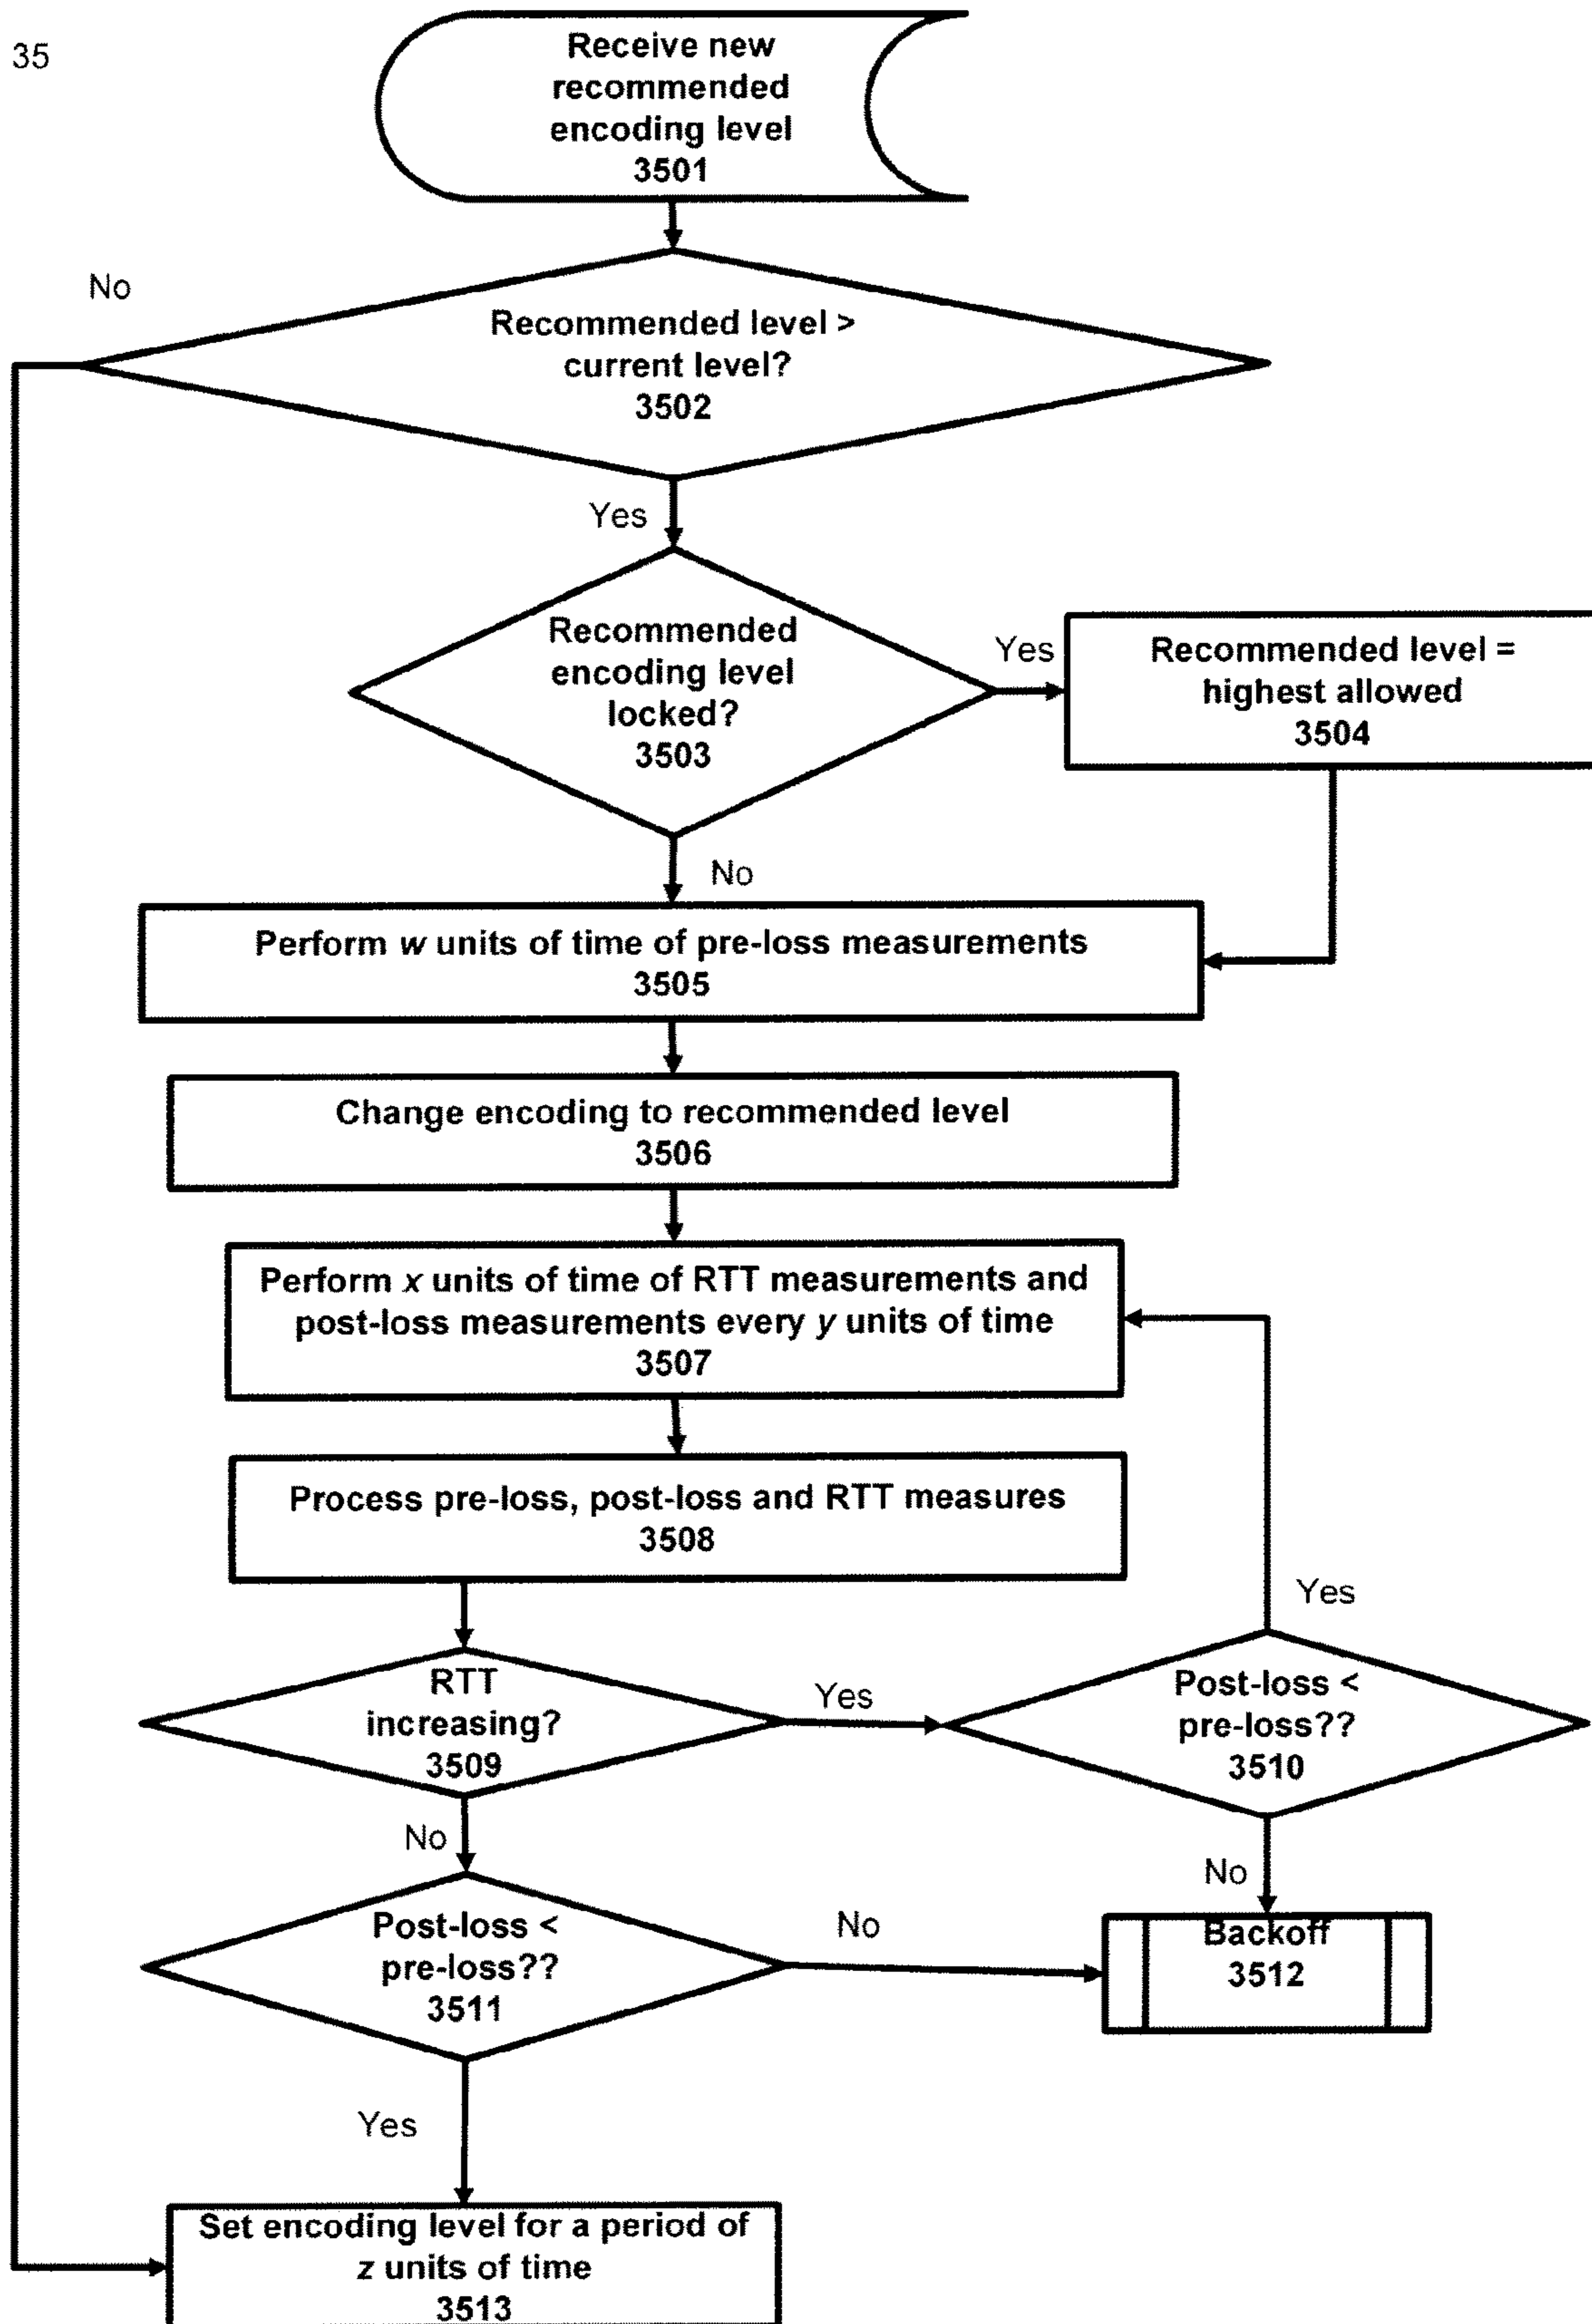 35
Receive new
recommended
encoding level
3501
No
Recommended level >
current level?
3502
Yes
Recommended
encoding level
locked?
3503
Yes
Recommended level =
highest allowed
3504
No
Perform w units of time of pre-loss measurements
3505
Change encoding to recommended level
3506
Perform x units of time of RTT measurements and
post-loss measurements every y units of time
3507
Process pre-loss, post-loss and RTT measures
3508
Yes
RTT
increasing?
3509
Yes
Post-loss <
pre-loss??
3510
No
No
Post-loss <
pre-loss??
3511
No
Backoff
3512
Yes
Set encoding level for a period of
z units of time
3513